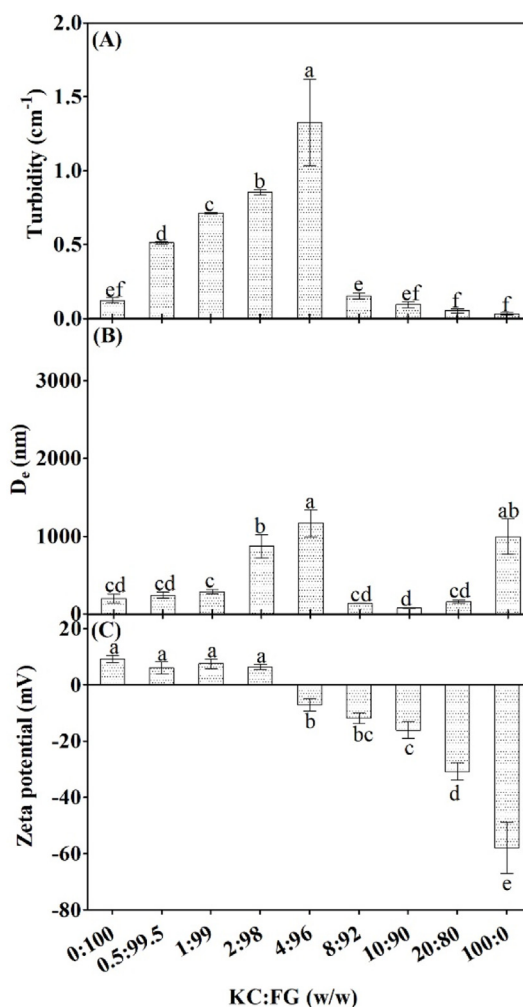 (A)
Turbidity (cm⁻¹)
2.0
1.5
1.0
0.5
0.0
ef
d
c
b
a
e
ef
f
f
(B)
Dₑ (nm)
3000
2000
1000
0
cd
cd
c
b
a
cd
d
cd
ab
(C)
Zeta potential (mV)
20
0
-20
-40
-60
-80
a
a
a
a
b
bc
c
d
e
0:100
0.5:99.5
1:99
2:98
4:96
8:92
10:90
20:80
100:0
KC:FG (w/w)